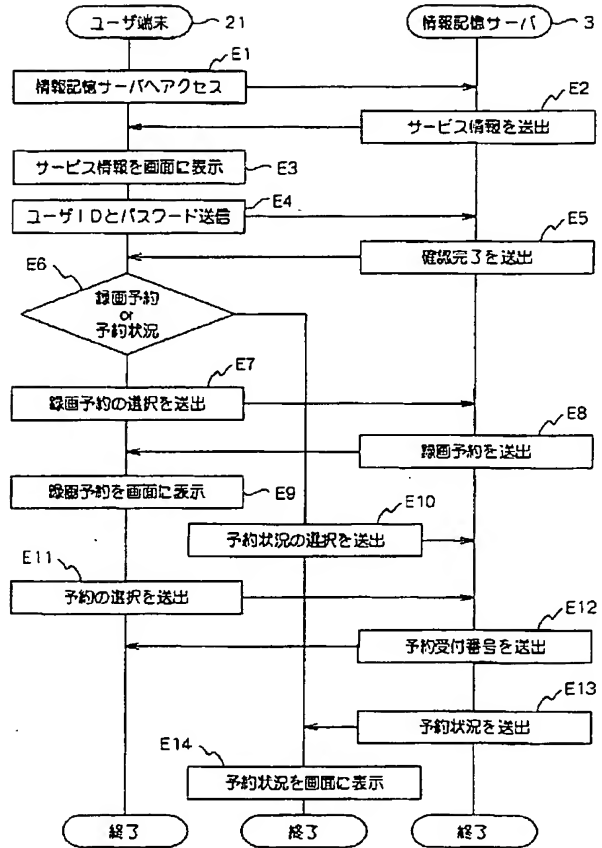 ユーザ端末
21
情報記憶サーバ
3
E1
情報記憶サーバへアクセス
E2
サービス情報を送出
サービス情報を画面に表示
E3
E4
ユーザIDとパスワード送信
E5
確認完了を送出
E6
録画予約
or
予約状況
E7
録画予約の選択を送出
E8
録画予約を送出
録画予約を画面に表示
E9
E10
予約状況の選択を送出
E11
予約の選択を送出
E12
予約受付番号を送出
E13
予約状況を送出
E14
予約状況を画面に表示
終了
終了
終了